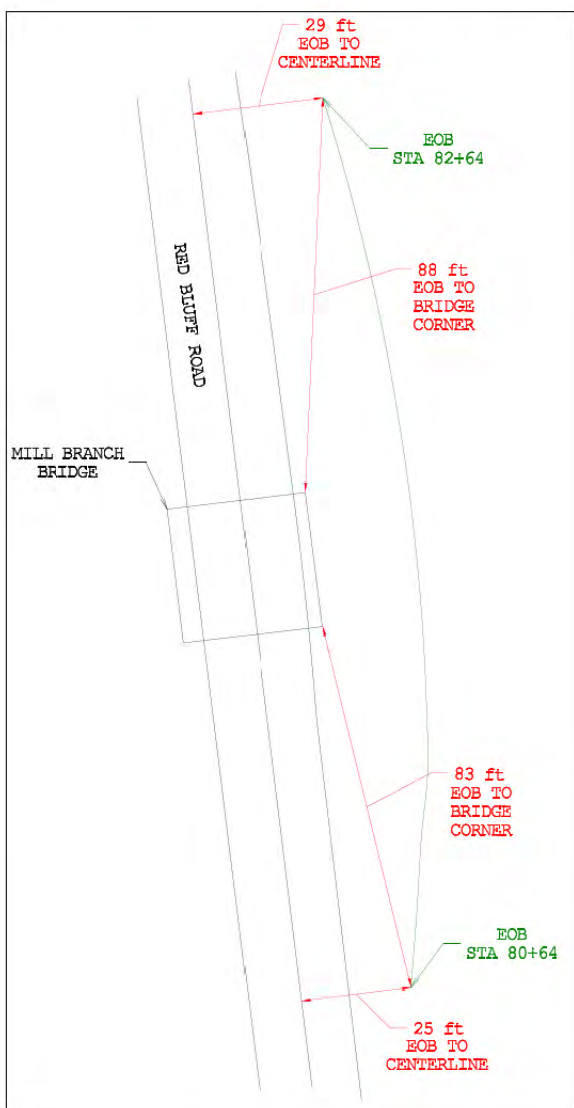 29 ft
EOB TO
CENTERLINE
EOB
STA 82+64
RED BLUFF ROAD
88 ft
EOB TO
BRIDGE
CORNER
MILL BRANCH
BRIDGE
83 ft
EOB TO
BRIDGE
CORNER
EOB
STA 80+64
25 ft
EOB TO
CENTERLINE